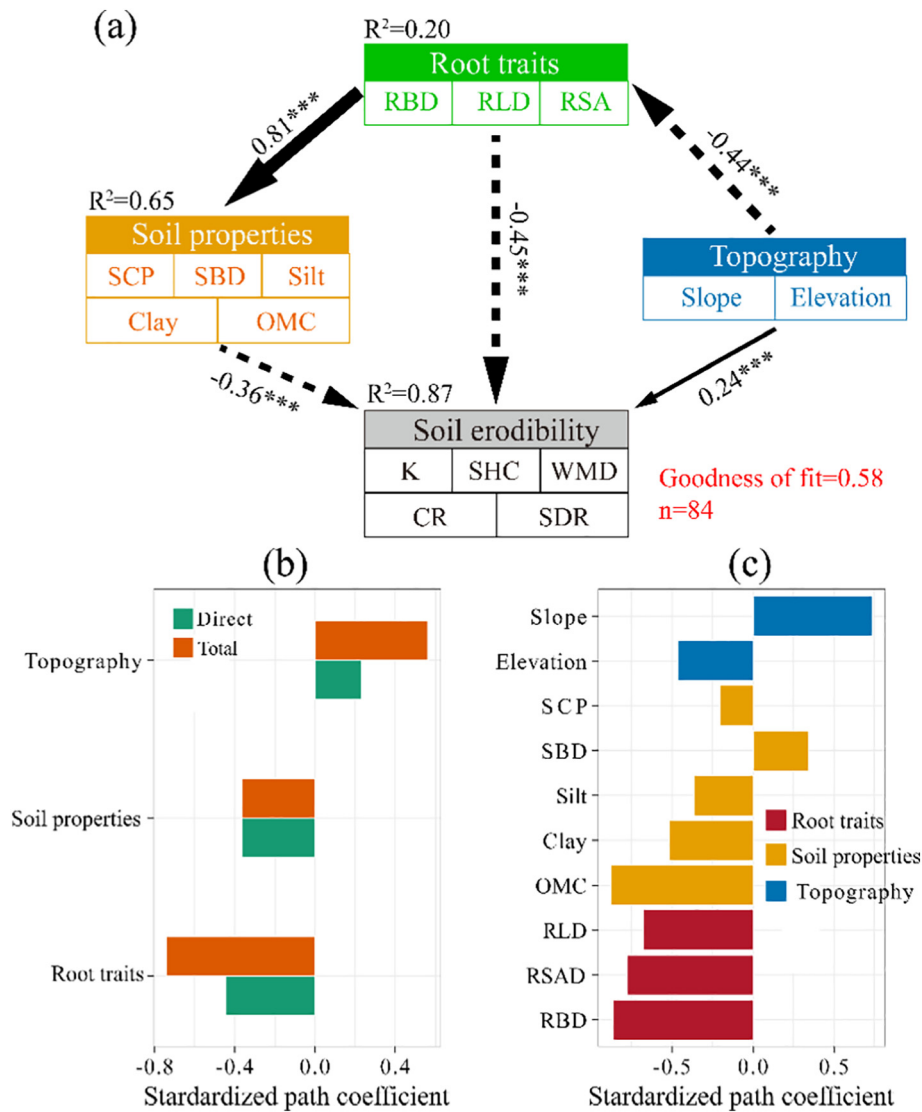 (a)
R²=0.20
Root traits
RBD RLD RSA
0.81***
-0.44***
-0.45***
R²=0.65
Soil properties
SCP SBD Silt
Clay OMC
Topography
Slope Elevation
-0.36***
0.24***
R²=0.87
Soil erodibility
K SHC WMD
CR SDR
Goodness of fit=0.58
n=84
(b)
Direct
Total
Topography
Soil properties
Root traits
-0.8 -0.4 0.0 0.4
Stardardized path coefficient
(c)
Slope
Elevation
SCP
SBD
Silt
Clay
OMC
RLD
RSAD
RBD
Root traits
Soil properties
Topography
-0.5 0.0 0.5
Stardardized path coefficient